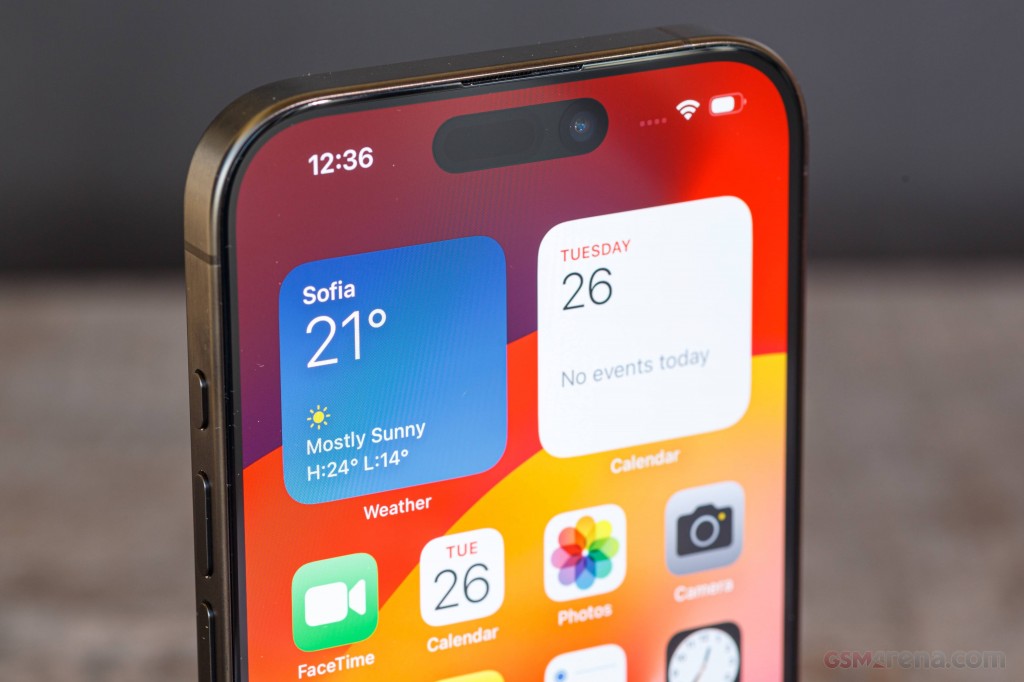 12:36
Sofia
21°
Mostly Sunny
H:24° L:14°
Weather
TUESDAY
26
No events today
Calendar
FaceTime
TUE
26
Calendar
Photos
Camera
GSMArena.com